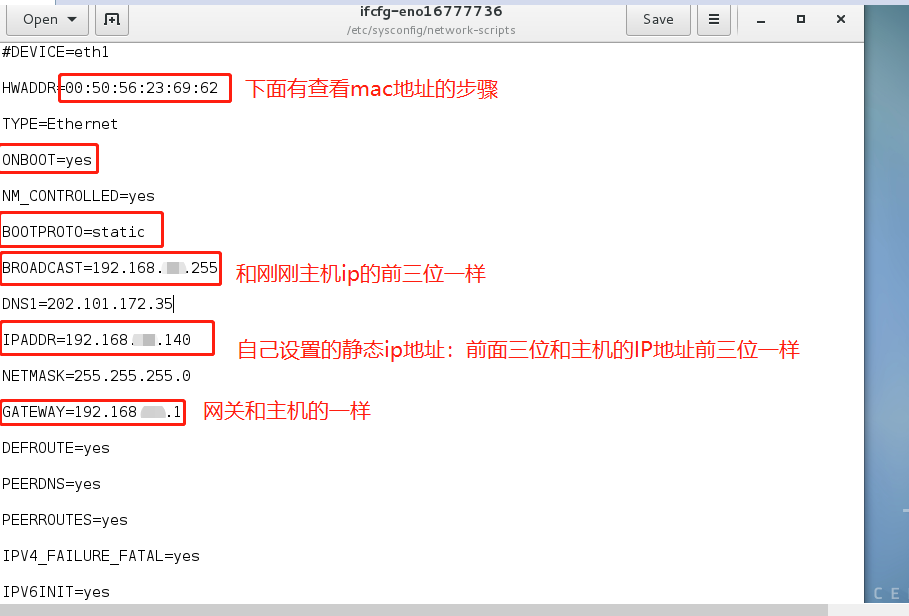 Open
ifcfg-eno16777736
/etc/sysconfig/network-scripts
Save
#DEVICE=eth1
HWADDR=00:50:56:23:69:62 下面有查看mac地址的步骤
TYPE=Ethernet
ONBOOT=yes
NM_CONTROLLED=yes
BOOTPROTO=static
BROADCAST=192.168. .255 和刚刚主机ip的前三位一样
DNS1=202.101.172.35
IPADDR=192.168. .140 自己设置的静态ip地址：前面三位和主机的IP地址前三位一样
NETMASK=255.255.255.0
GATEWAY=192.168 .1 网关和主机的一样
DEFROUTE=yes
PEERDNS=yes
PEERROUTES=yes
IPV4_FAILURE_FATAL=yes
IPV6INIT=yes
C E